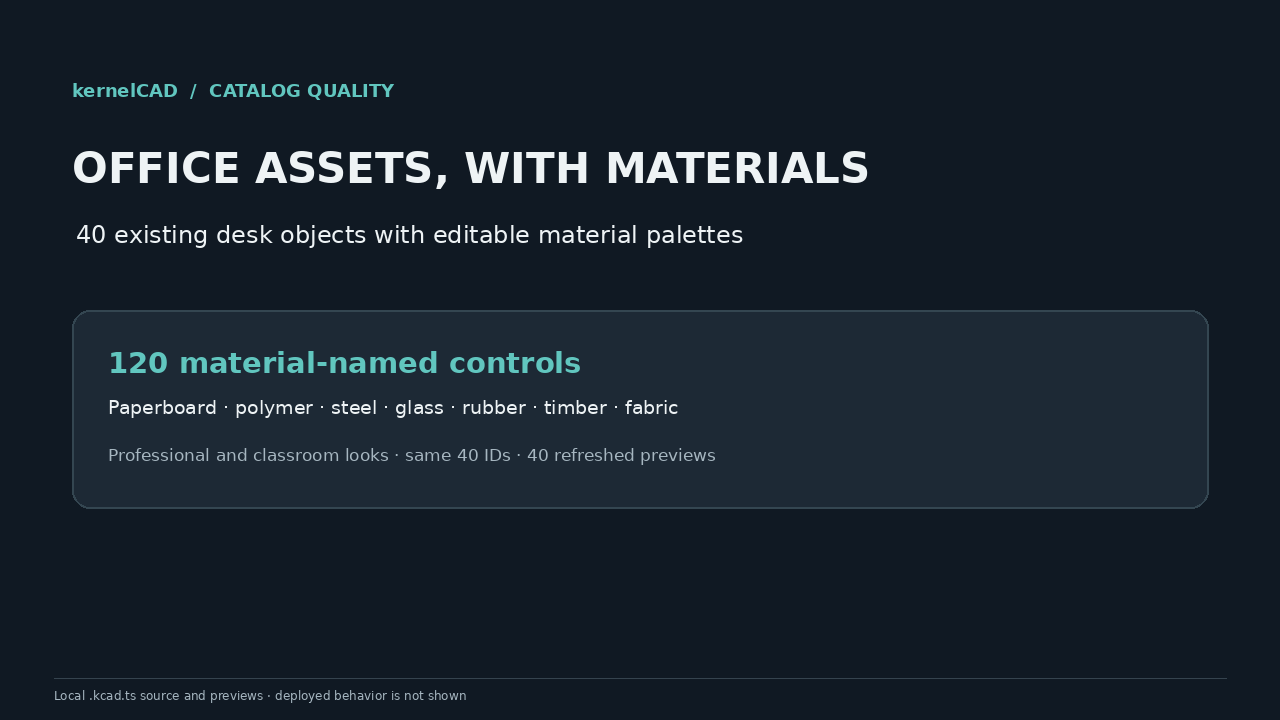 kernelCAD / CATALOG QUALITY
OFFICE ASSETS, WITH MATERIALS
40 existing desk objects with editable material palettes
120 material-named controls
Paperboard · polymer · steel · glass · rubber · timber · fabric
Professional and classroom looks · same 40 IDs · 40 refreshed previews
Local .kcad.ts source and previews · deployed behavior is not shown